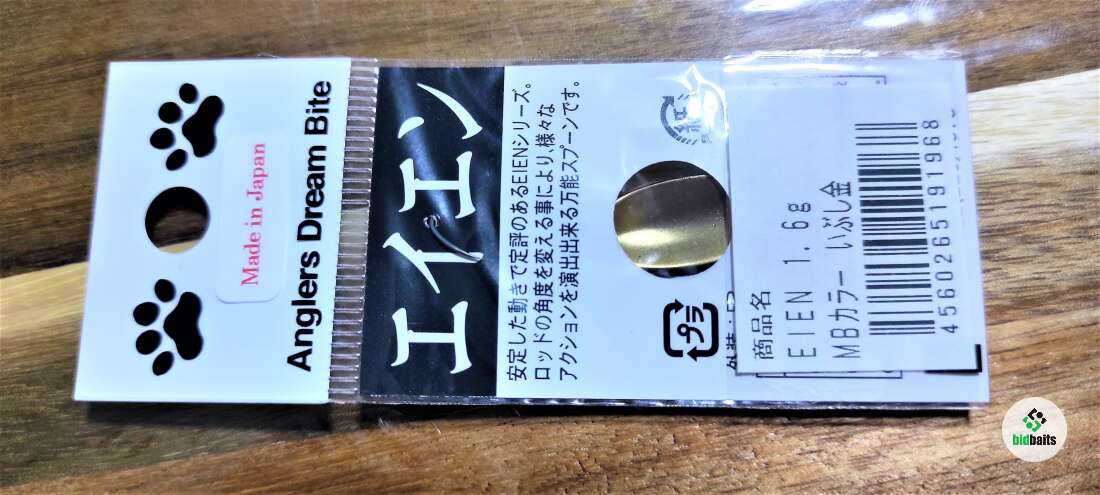 Made in Japan
Anglers Dream Bite
エイエン
安定した動きで定評のあるEIENシリーズ。
ロッドの角度を変える事により、様々な
アクションを演出出来る万能スプーンです。
プラ
外装:
商品名
EIEN 1.6g
MBカラー いぶし金
4560265191968
bidbaits